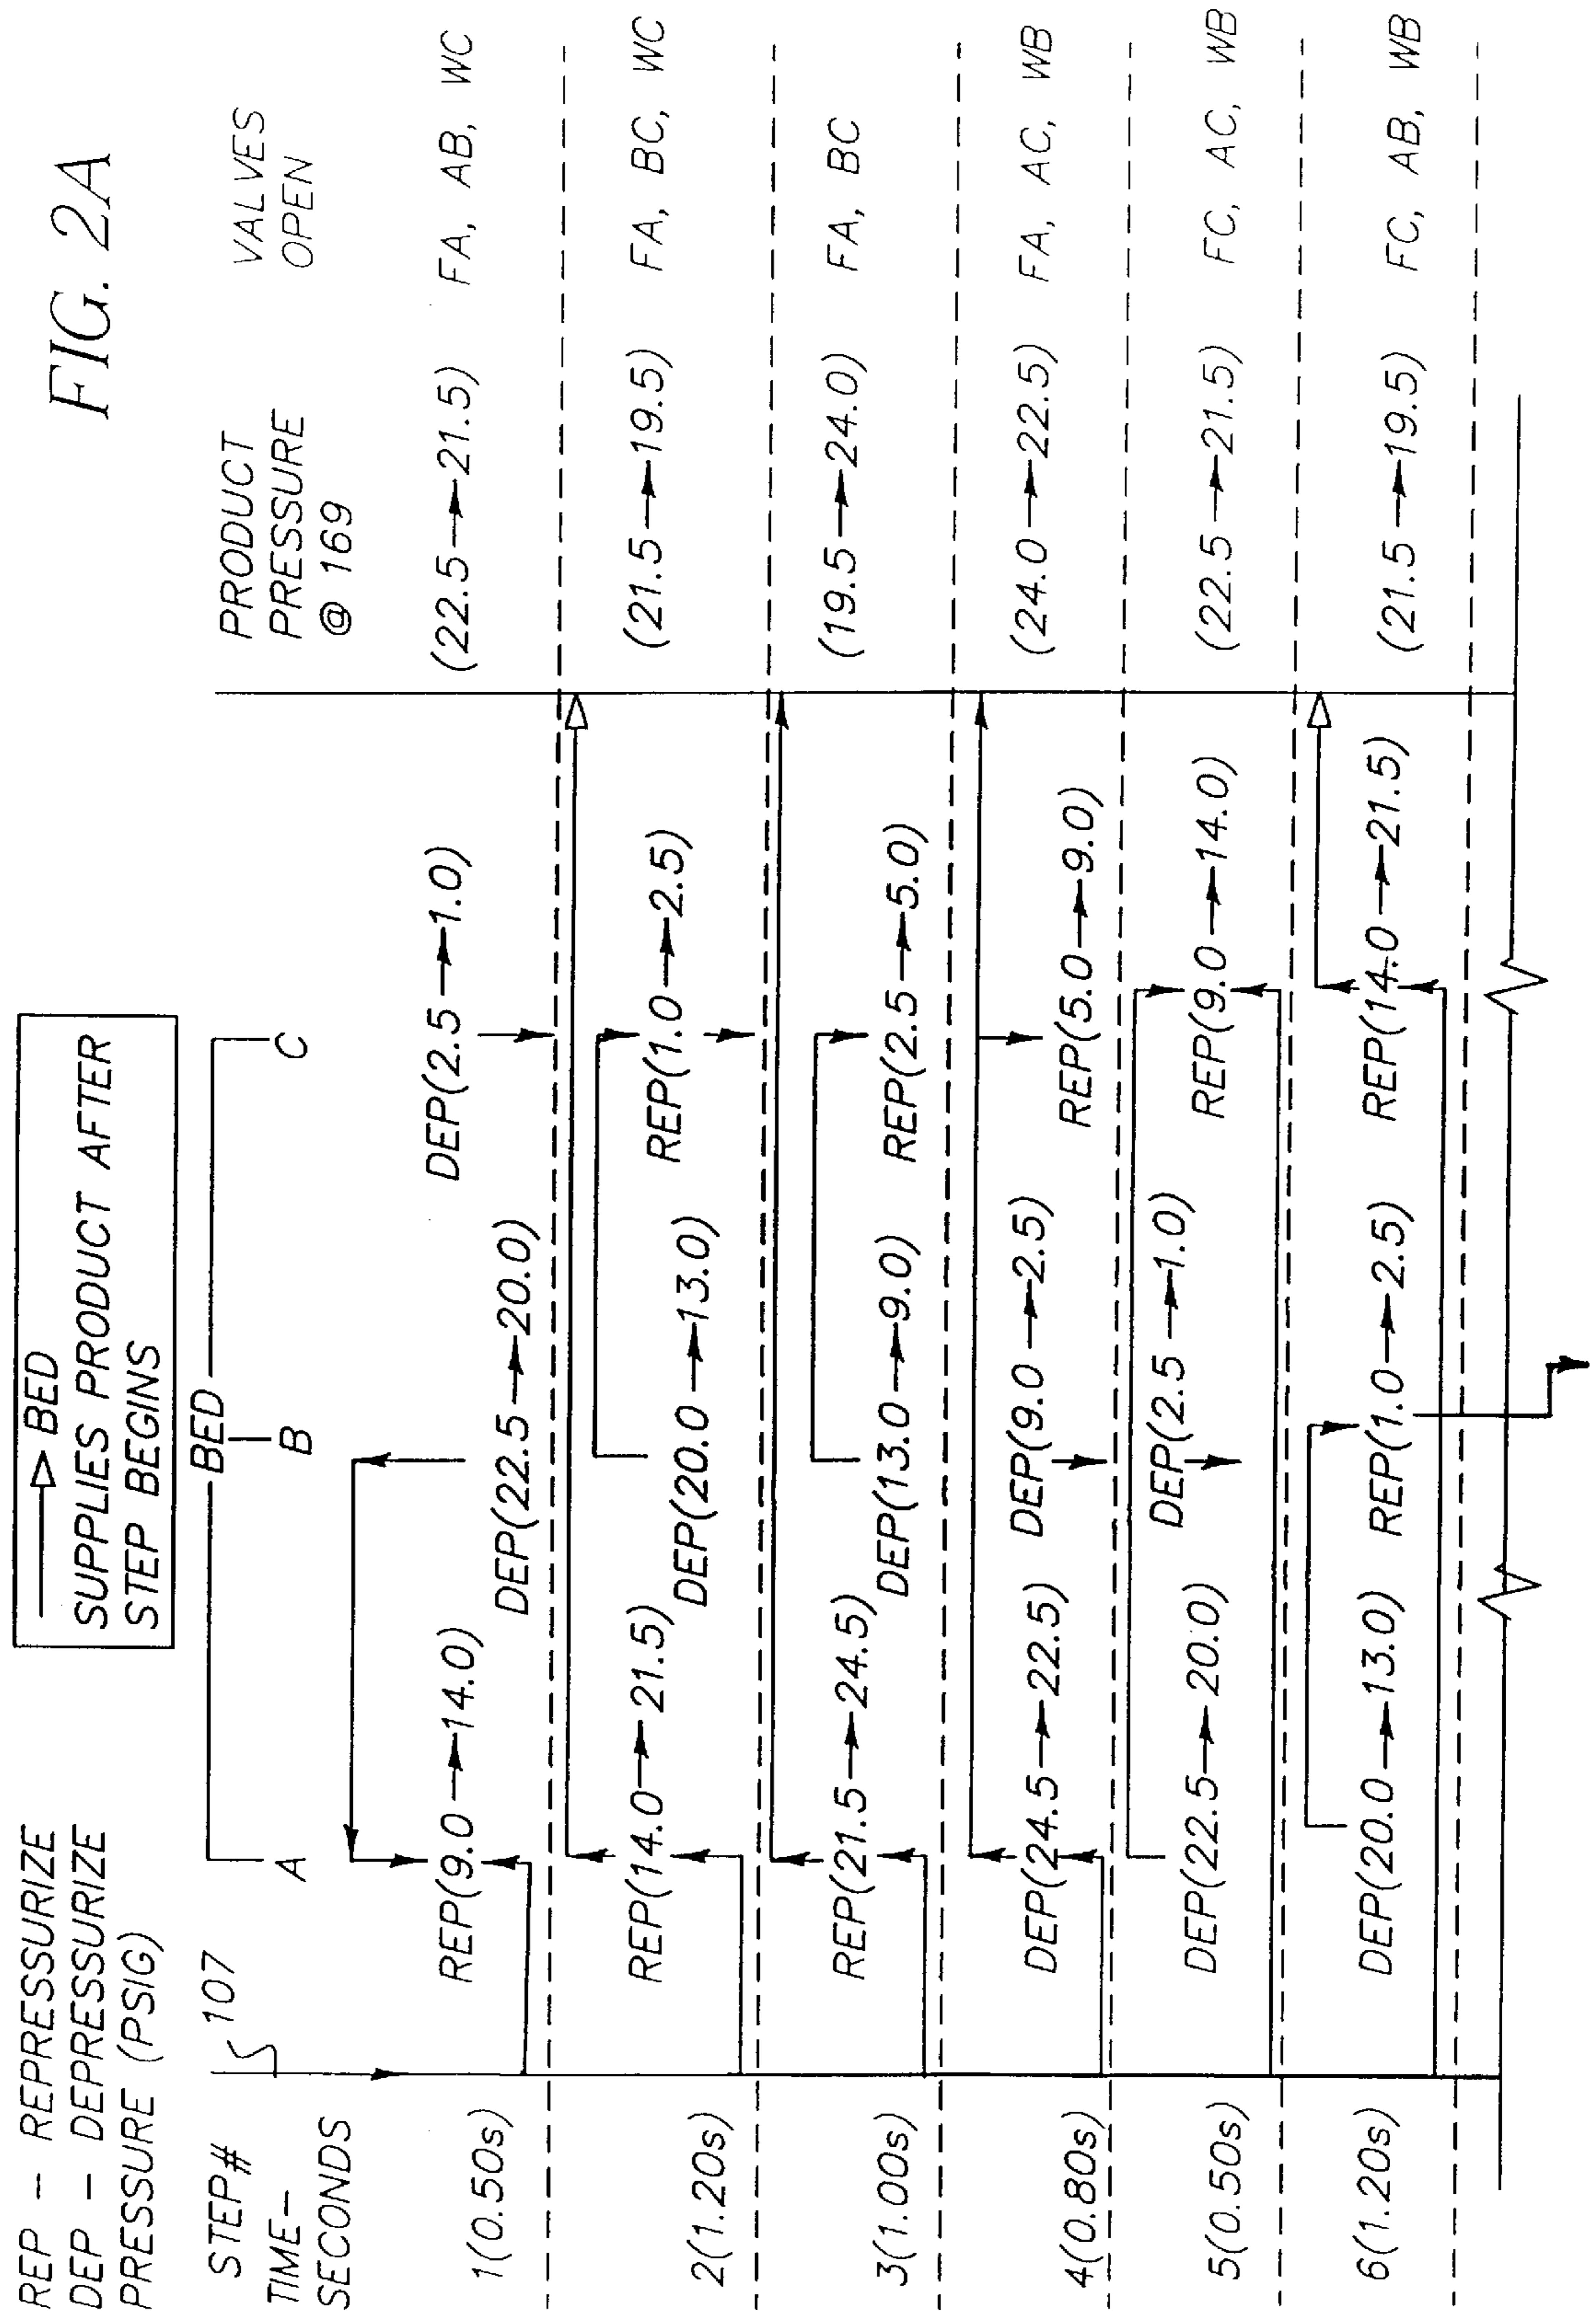 FIG. 2A
REP – REPRESSURIZE
DEP – DEPRESSURIZE
PRESSURE (PSIG)
BED
SUPPLIES PRODUCT AFTER
STEP BEGINS
STEP#
TIME–
SECONDS
107
BED
A
B
C
PRODUCT
PRESSURE
@ 169
VALVES
OPEN
1(0.50s) REP(9.0→14.0) DEP(22.5→20.0) DEP(2.5→1.0) (22.5→21.5) FA, AB, WC
2(1.20s) REP(14.0→21.5) DEP(20.0→13.0) REP(1.0→2.5) (21.5→19.5) FA, BC, WC
3(1.00s) REP(21.5→24.5) DEP(13.0→9.0) REP(2.5→5.0) (19.5→24.0) FA, BC
4(0.80s) DEP(24.5→22.5) DEP(9.0→2.5) REP(5.0→9.0) (24.0→22.5) FA, AC, WB
5(0.50s) DEP(22.5→20.0) DEP(2.5→1.0) REP(9.0→14.0) (22.5→21.5) FC, AC, WB
6(1.20s) DEP(20.0→13.0) REP(1.0→2.5) REP(14.0→21.5) (21.5→19.5) FC, AB, WB